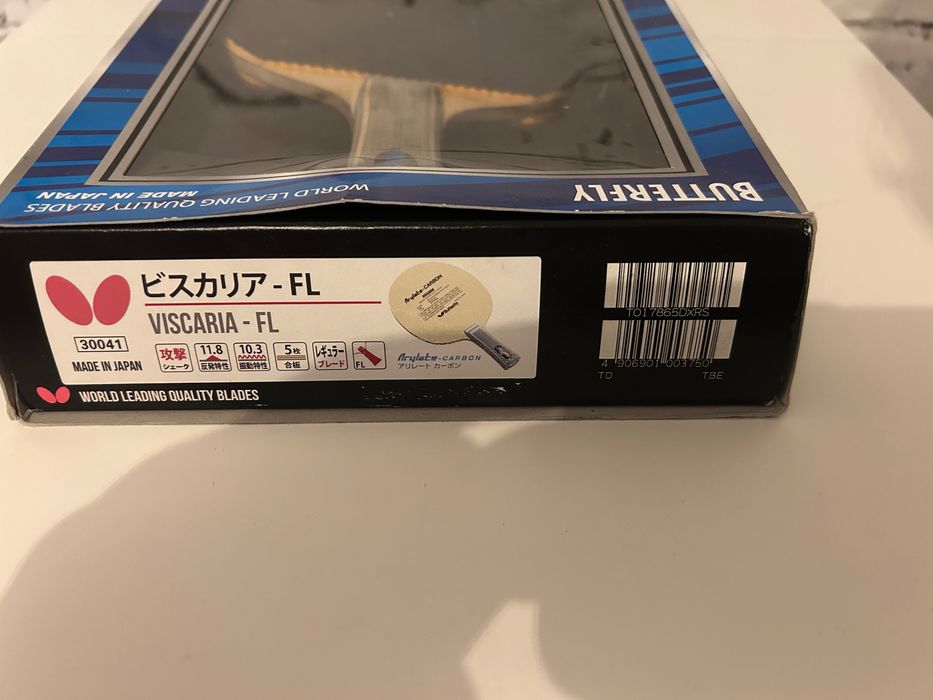 BUTTERFLY
WORLD LEADING QUALITY BLADES
MADE IN JAPAN
ビスカリア - FL
VISCARIA - FL
30041
MADE IN JAPAN
攻撃
シェーク
11.8
反発特性
10.3
振動特性
5枚
合板
レギュラー
ブレード
FL
Arylate-CARBON
Arylate-CARBON
アリレート カーボン
WORLD LEADING QUALITY BLADES
T017865DXRS
4 906901 003750
TD
TBE